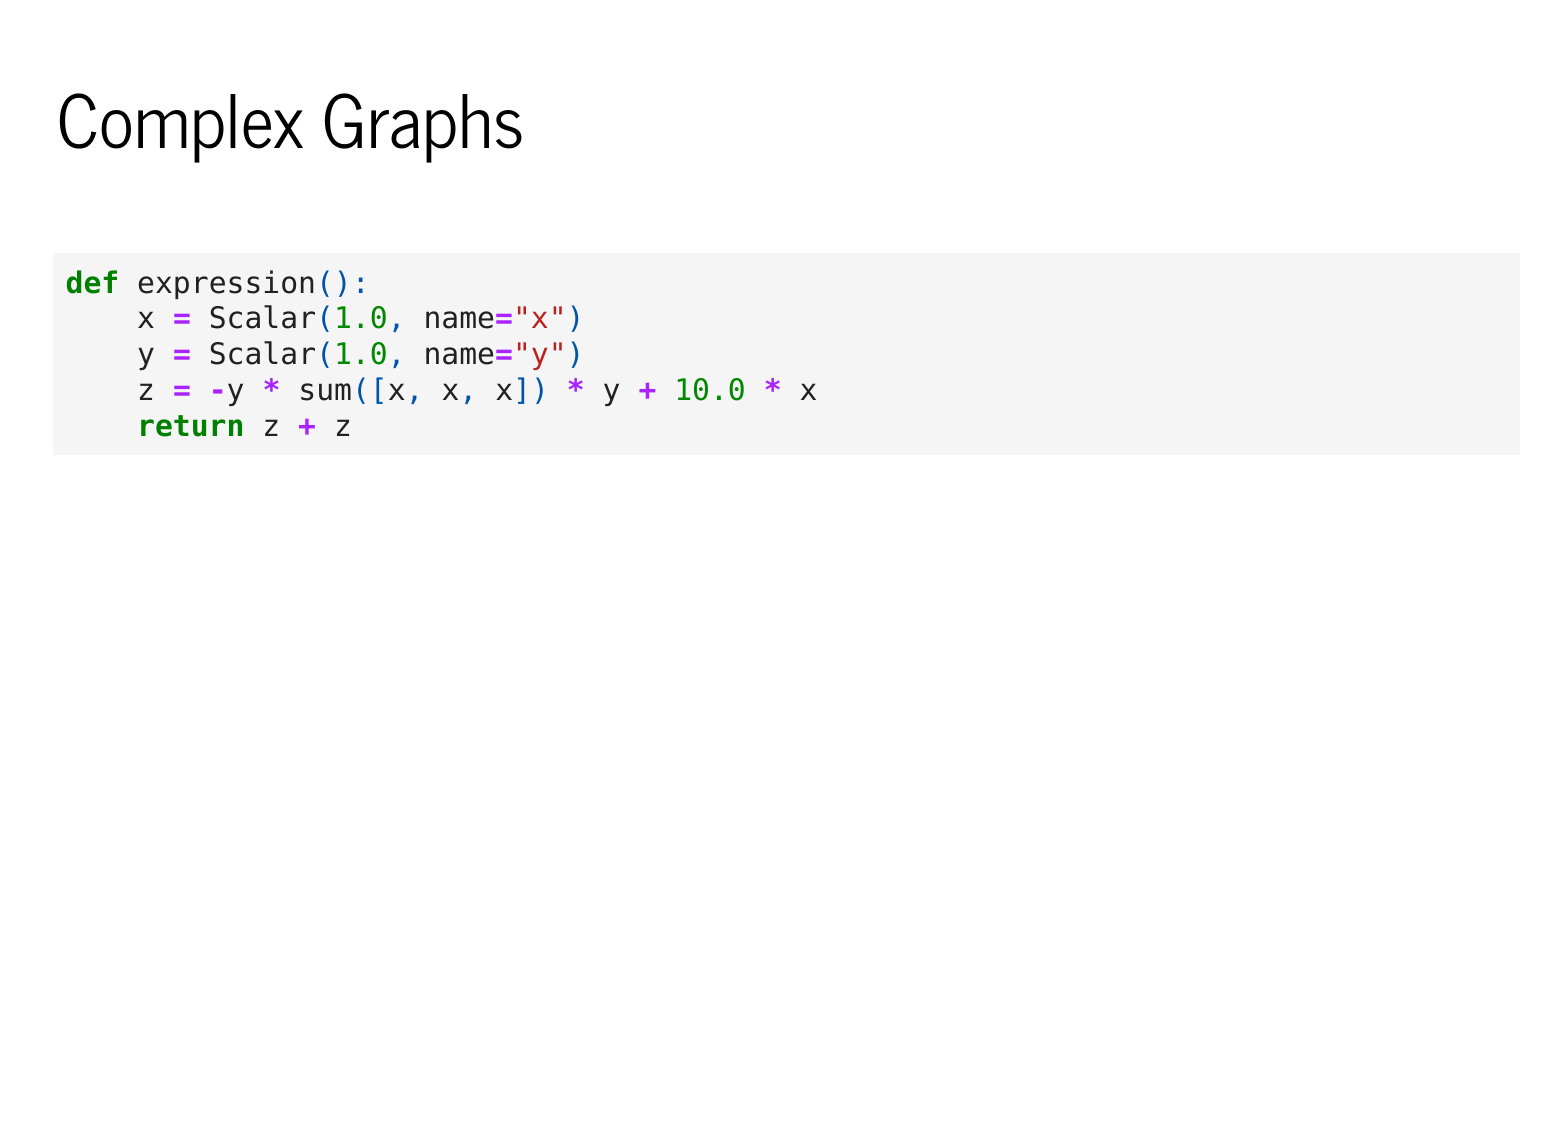 Complex Graphs
def expression():
    x = Scalar(1.0, name="x")
    y = Scalar(1.0, name="y")
    z = -y * sum([x, x, x]) * y + 10.0 * x
    return z + z